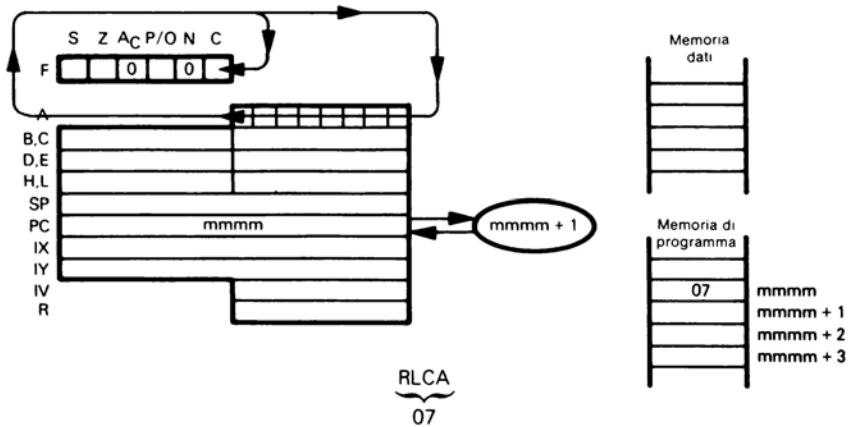 S Z AC P/O N C
F 0 0
A
B,C
D,E
H,L
SP
PC mmmm mmmm + 1
IX
IY
IV
R
Memoria
dati
Memoria di
programma
07 mmmm
mmmm + 1
mmmm + 2
mmmm + 3
RLCA
07